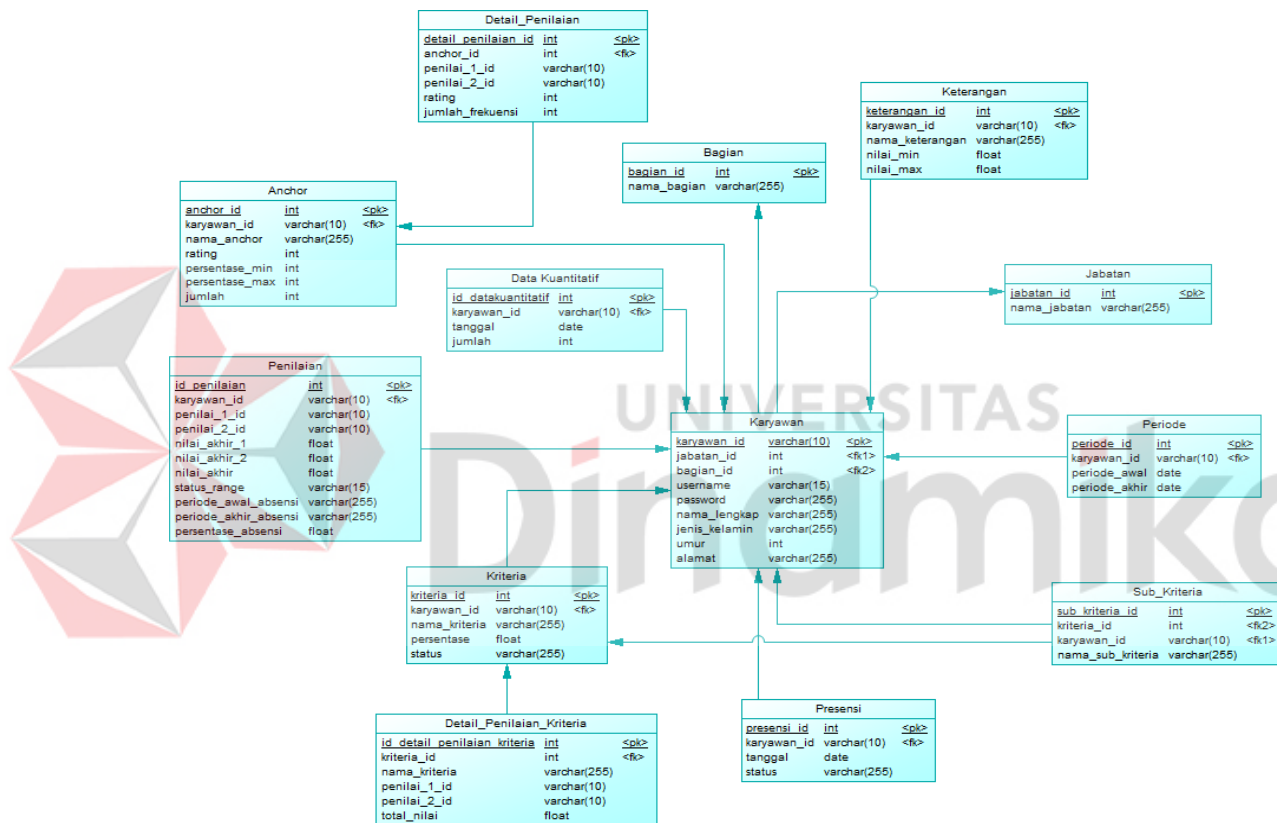 Detail_Penilaian
detail_penilaian_id int <pk>
anchor_id int <fk>
penilai_1_id varchar(10)
penilai_2_id varchar(10)
rating int
jumlah_frekuensi int
Keterangan
keterangan_id int <pk>
karyawan_id varchar(10) <fk>
nama_keterangan varchar(255)
nilai_min float
nilai_max float
Bagian
bagian_id int <pk>
nama_bagian varchar(255)
Anchor
anchor_id int <pk>
karyawan_id varchar(10) <fk>
nama_anchor varchar(255)
rating int
persentase_min int
persentase_max int
jumlah int
Data Kuantitatif
id_datakuantitatif int <pk>
karyawan_id varchar(10) <fk>
tanggal date
jumlah int
Jabatan
jabatan_id int <pk>
nama_jabatan varchar(255)
Penilaian
id_penilaian int <pk>
karyawan_id varchar(10) <fk>
penilai_1_id varchar(10)
penilai_2_id varchar(10)
nilai_akhir_1 float
nilai_akhir_2 float
nilai_akhir float
status_range varchar(15)
periode_awal_absensi varchar(255)
periode_akhir_absensi varchar(255)
persentase_absensi float
UNIVERSITAS
Dinamika
Karyawan
karyawan_id varchar(10) <pk>
jabatan_id int <fk1>
bagian_id int <fk2>
username varchar(15)
password varchar(255)
nama_lengkap varchar(255)
jenis_kelamin varchar(255)
umur int
alamat varchar(255)
Periode
periode_id int <pk>
karyawan_id varchar(10) <fk>
periode_awal date
periode_akhir date
Kriteria
kriteria_id int <pk>
karyawan_id varchar(10) <fk>
nama_kriteria varchar(255)
persentase float
status varchar(255)
Sub_Kriteria
sub_kriteria_id int <pk>
kriteria_id int <fk2>
karyawan_id varchar(10) <fk1>
nama_sub_kriteria varchar(255)
Detail_Penilaian_Kriteria
id_detail_penilaian_kriteria int <pk>
kriteria_id int <fk>
nama_kriteria varchar(255)
penilai_1_id varchar(10)
penilai_2_id varchar(10)
total_nilai float
Presensi
presensi_id int <pk>
karyawan_id varchar(10) <fk>
tanggal date
status varchar(255)